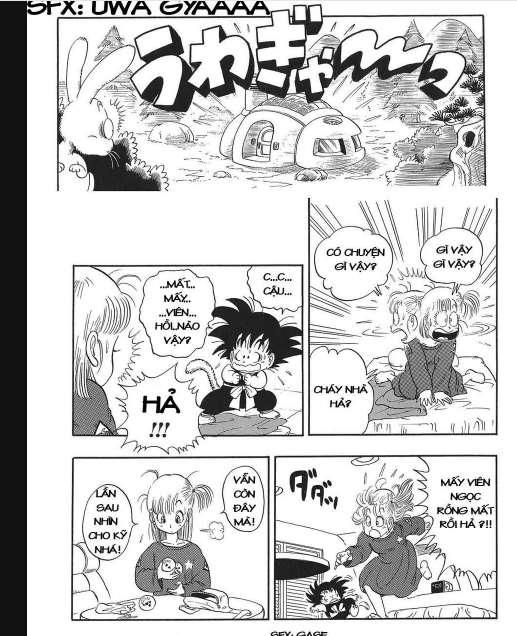 SFX: UWA GYAAAA
うわぎゃ〜〜っ
GÌ VẬY
GÌ VẬY?
CÓ CHUYỆN
GÌ VẬY?
CHÁY NHÀ
HẢ?
C...C...
CẬU...
...MẤT...
MẤY...
...VIÊN...
HỒI..NÀO
VẬY?
HẢ
!!!
MẤY VIÊN
NGỌC
RỒNG MẤT
RỒI HẢ ?!!
ダダッ
VẪN
CÒN
ĐÂY
MÀ!
LẦN
SAU
NHÌN
CHO KỸ
NHÁ!